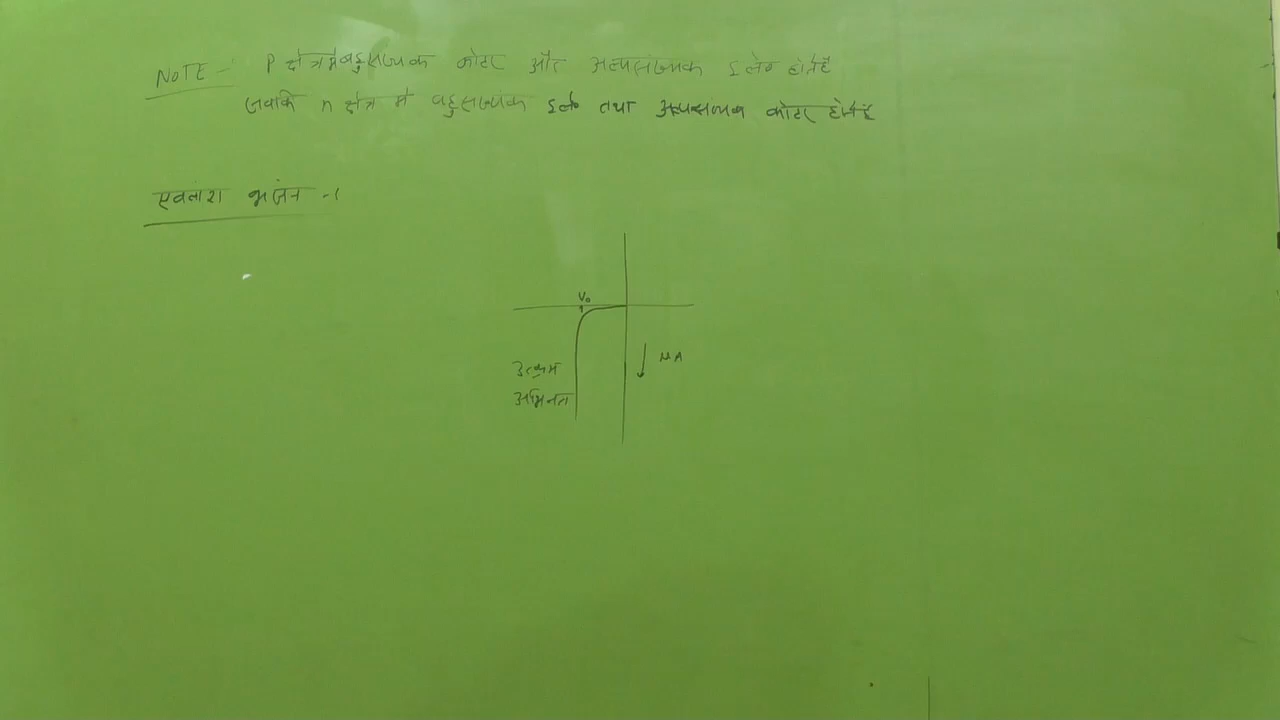 NOTE - P क्षेत्र में बहुसंख्यक कोटर और अल्पसंख्यक इलेक होते हैं
जबकि n क्षेत्र मे बहुसंख्यक इले तथा अल्पसंख्यक कोटर होते हैं
एवलांश भंजन -
V₀
उत्क्रम
अभिनत
μA